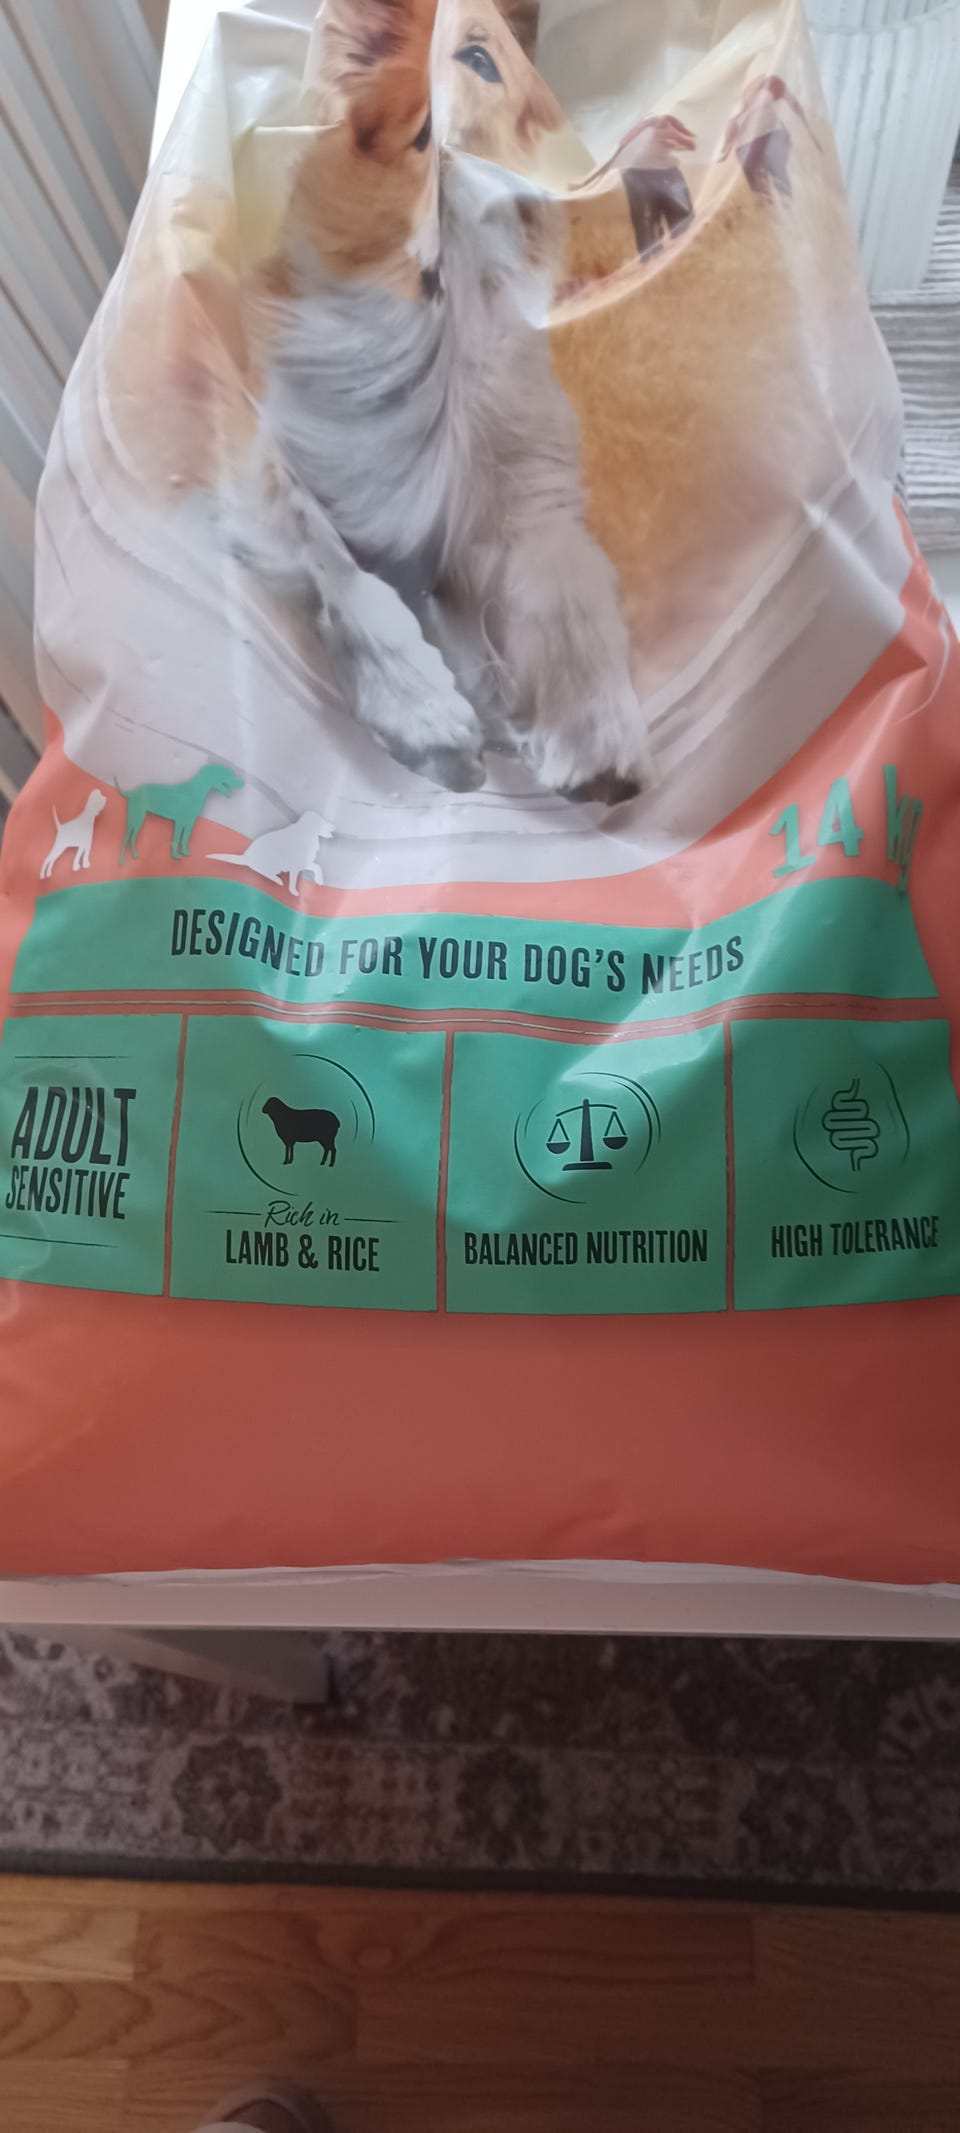 14 kg
DESIGNED FOR YOUR DOG'S NEEDS
ADULT
SENSITIVE
Rich in
LAMB & RICE
BALANCED NUTRITION
HIGH TOLERANCE